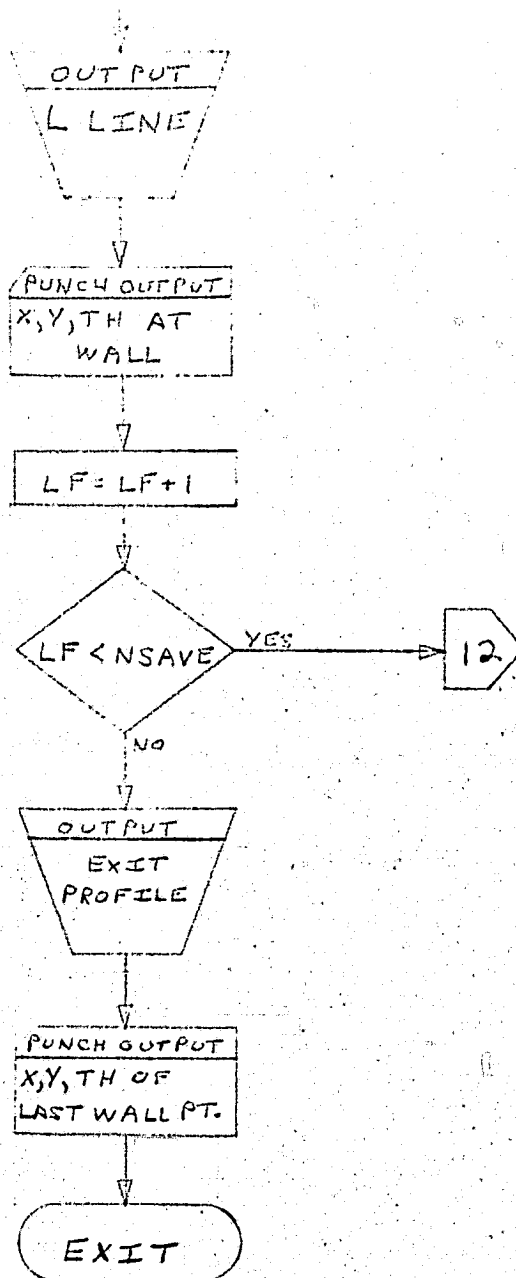 OUTPUT
L LINE
PUNCH OUTPUT
X, Y, TH AT
WALL
LF = LF+1
LF < NSAVE
YES
12
NO
OUTPUT
EXIT
PROFILE
PUNCH OUTPUT
X, Y, TH OF
LAST WALL PT.
EXIT